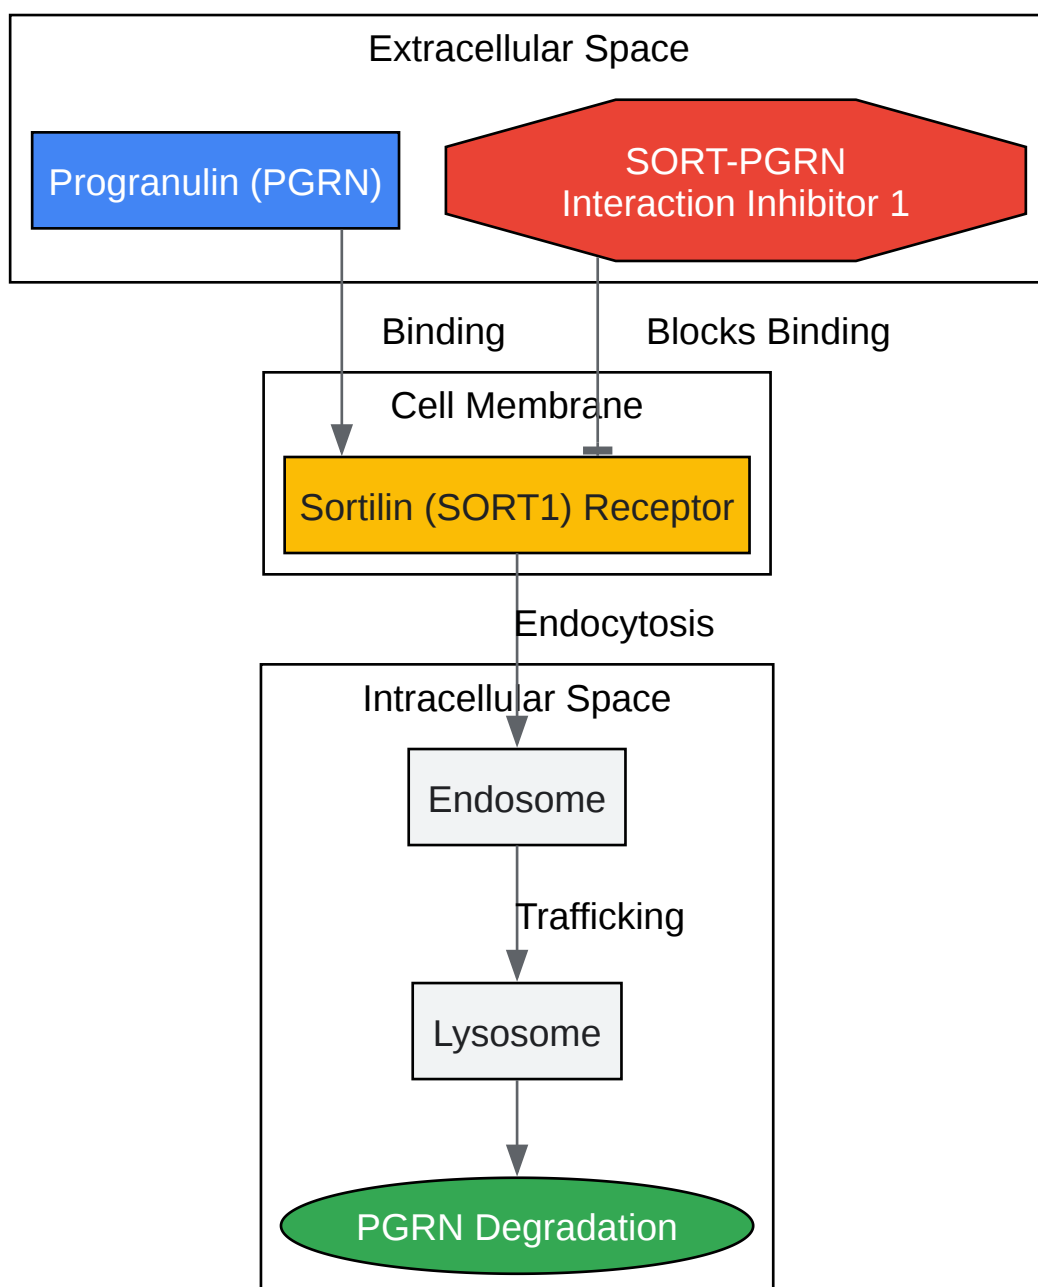 Extracellular Space
Progranulin (PGRN)
SORT-PGRN
Interaction Inhibitor 1
Binding
Blocks Binding
Cell Membrane
Sortilin (SORT1) Receptor
Endocytosis
Intracellular Space
Endosome
Trafficking
Lysosome
PGRN Degradation